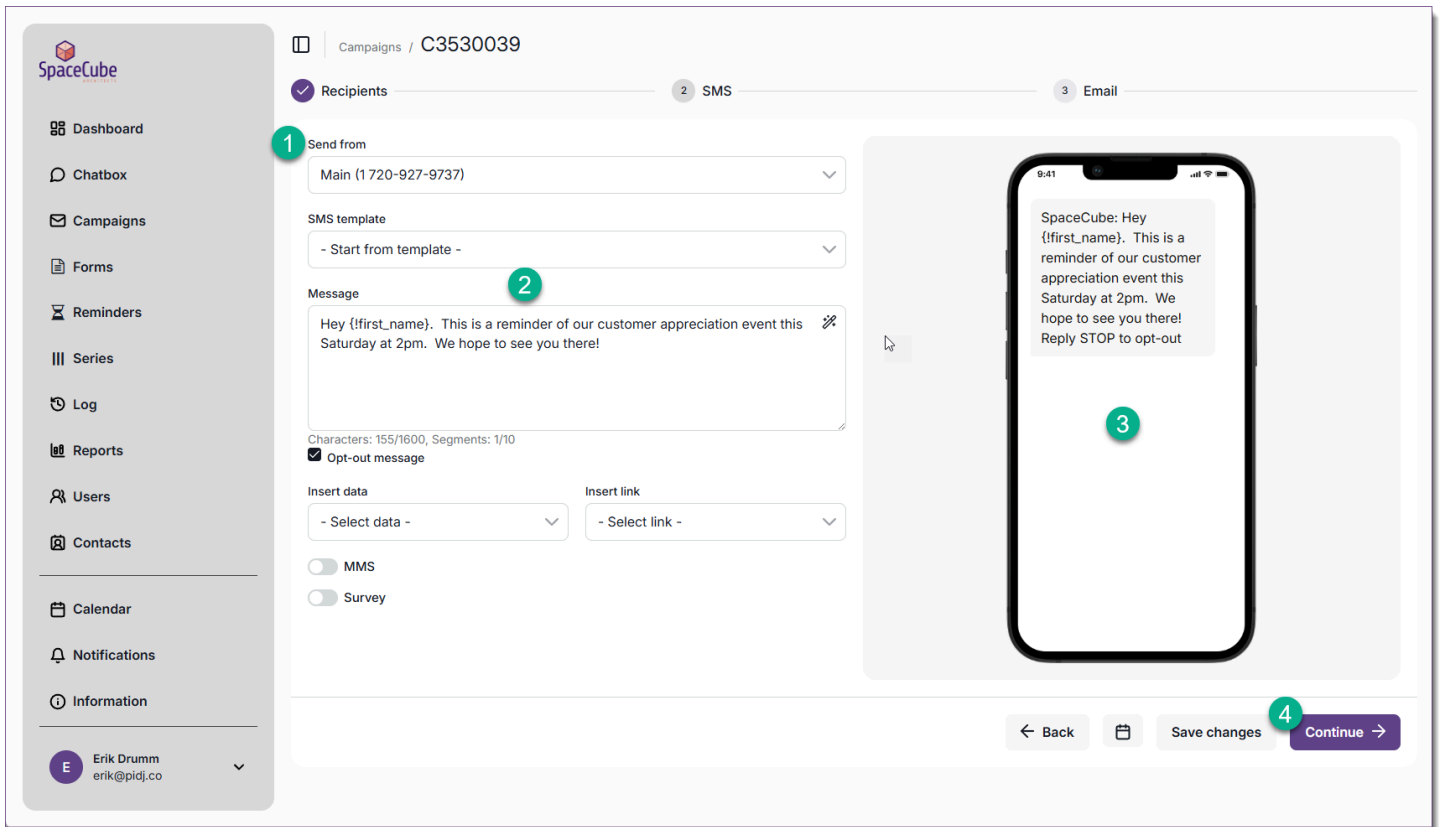 SpaceCube
ARCHITECTS
Dashboard
Chatbox
Campaigns
Forms
Reminders
Series
Log
Reports
Users
Contacts
Calendar
Notifications
Information
E
Erik Drumm
erik@pidj.co
Campaigns / C3530039
Recipients
2 SMS
3 Email
1
Send from
Main (1 720-927-9737)
SMS template
- Start from template -
2
Message
Hey {!first_name}.  This is a reminder of our customer appreciation event this
Saturday at 2pm.  We hope to see you there!
Characters: 155/1600, Segments: 1/10
Opt-out message
Insert data
Insert link
- Select data -
- Select link -
MMS
Survey
9:41
SpaceCube: Hey
{!first_name}.  This is a
reminder of our customer
appreciation event this
Saturday at 2pm.  We
hope to see you there!
Reply STOP to opt-out
3
4
Back
Save changes
Continue